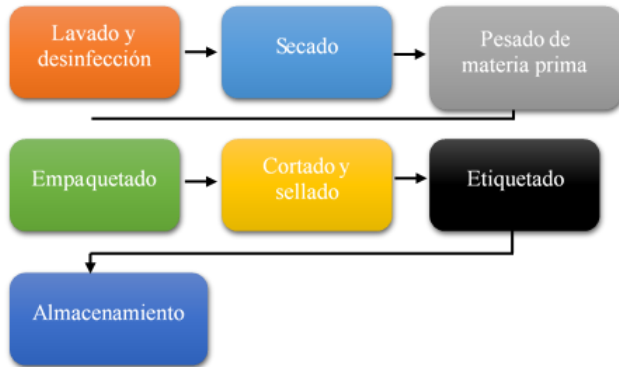 Lavado y
desinfección
Secado
Pesado de
materia prima
Empaquetado
Cortado y
sellado
Etiquetado
Almacenamiento